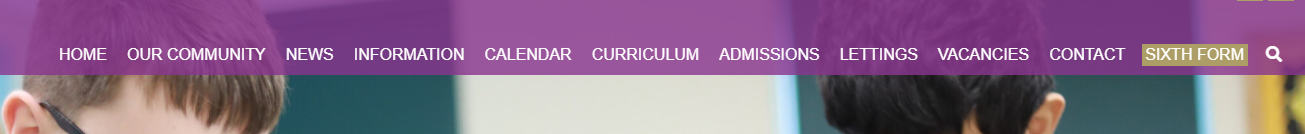 HOME OUR COMMUNITY NEWS INFORMATION CALENDAR CURRICULUM ADMISSIONS LETTINGS VACANCIES CONTACT SIXTH FORM